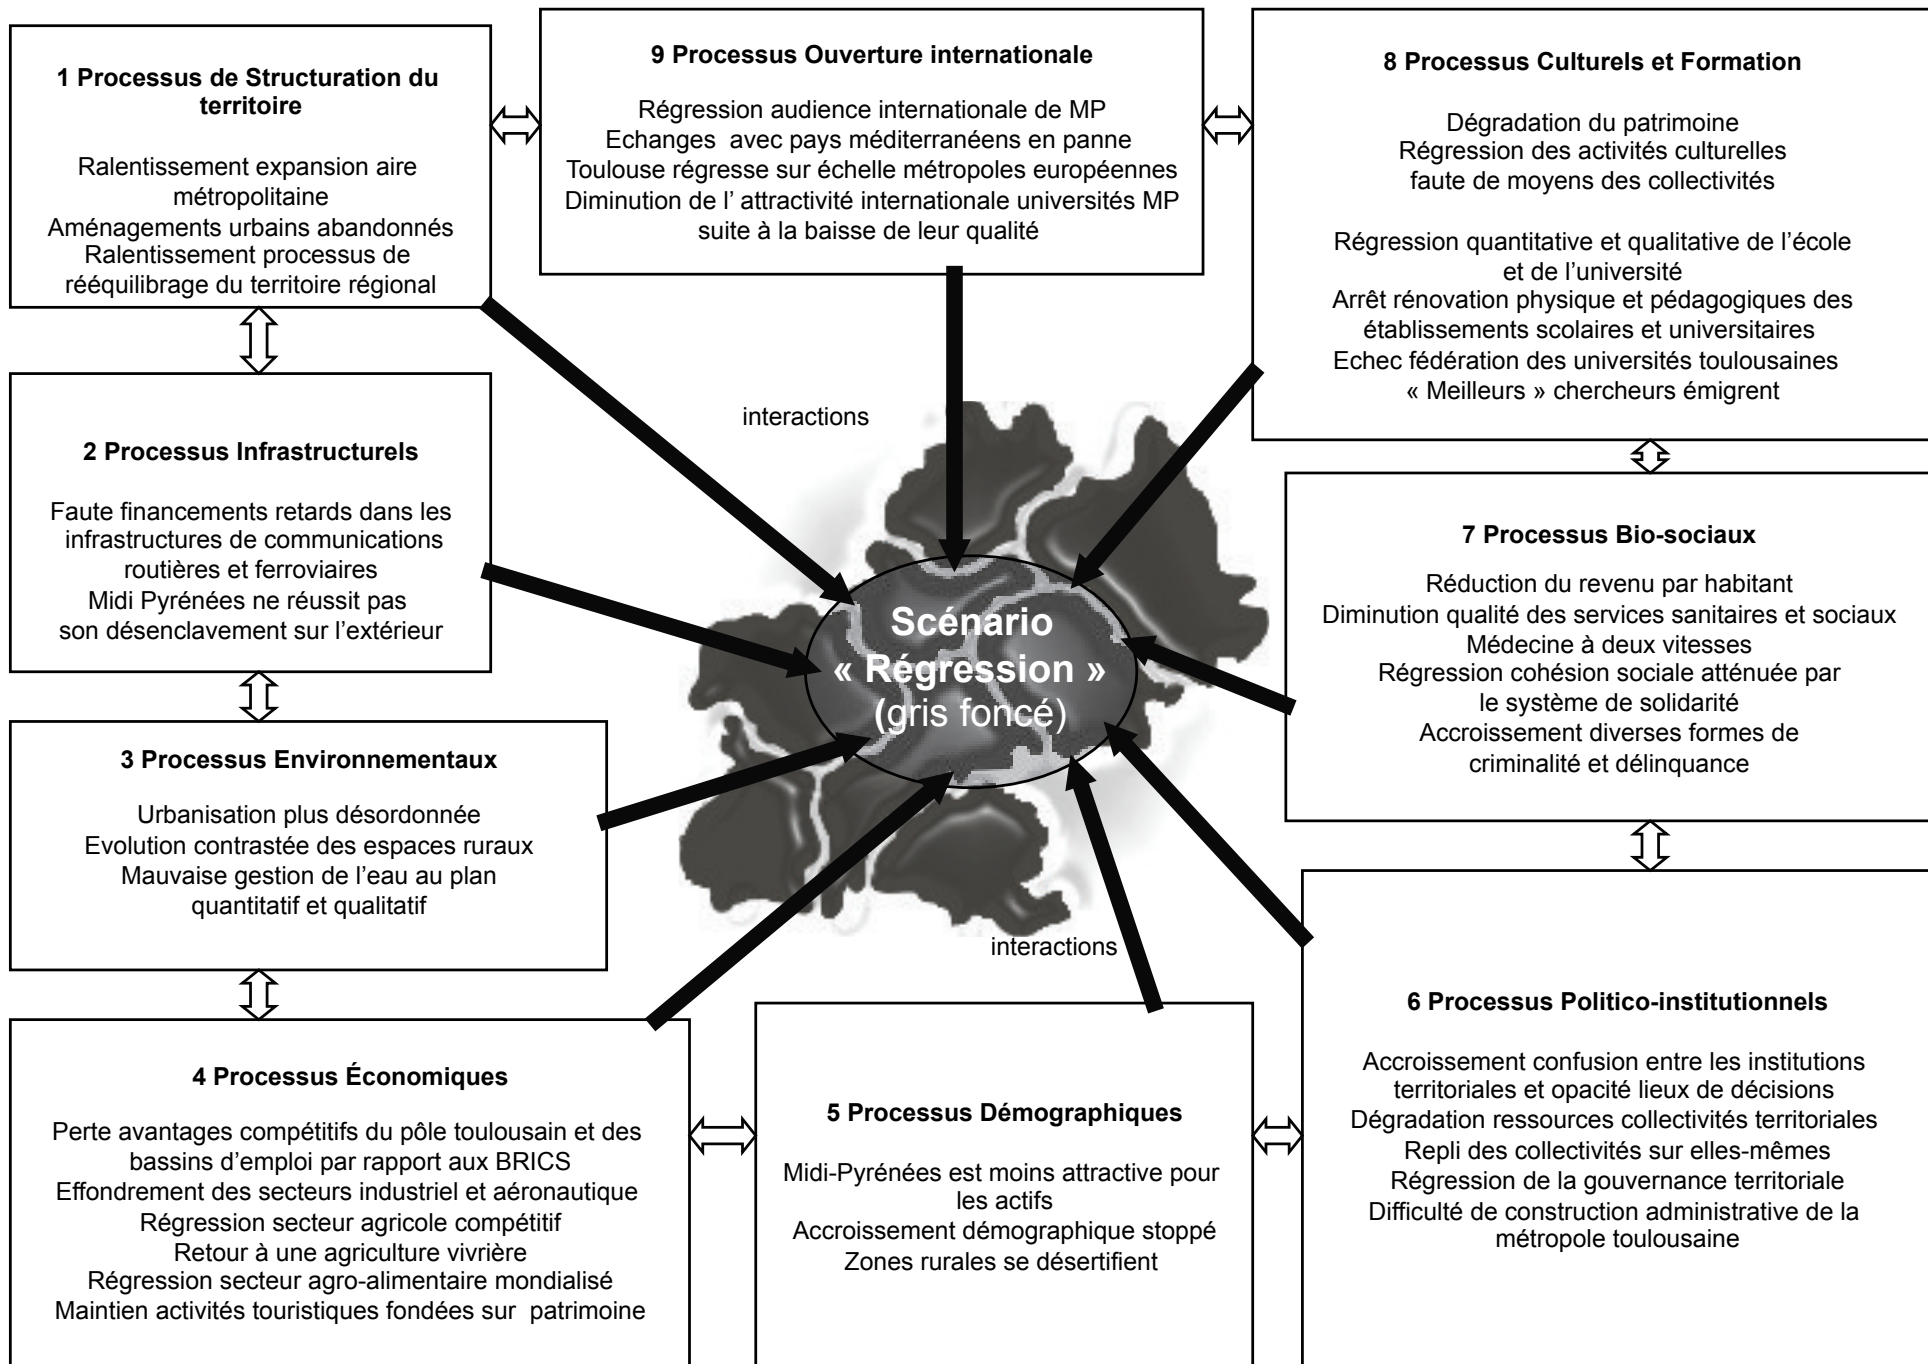 1 Processus de Structuration du
territoire
Ralentissement expansion aire
métropolitaine
Aménagements urbains abandonnés
Ralentissement processus de
rééquilibrage du territoire régional
9 Processus Ouverture internationale
Régression audience internationale de MP
Echanges avec pays méditerranéens en panne
Toulouse régresse sur échelle métropoles européennes
Diminution de l' attractivité internationale universités MP
suite à la baisse de leur qualité
8 Processus Culturels et Formation
Dégradation du patrimoine
Régression des activités culturelles
faute de moyens des collectivités
Régression quantitative et qualitative de l'école
et de l'université
Arrêt rénovation physique et pédagogiques des
établissements scolaires et universitaires
Echec fédération des universités toulousaines
« Meilleurs » chercheurs émigrent
interactions
2 Processus Infrastructurels
Faute financements retards dans les
infrastructures de communications
routières et ferroviaires
Midi Pyrénées ne réussit pas
son désenclavement sur l'extérieur
Scénario
« Régression »
(gris foncé)
7 Processus Bio-sociaux
Réduction du revenu par habitant
Diminution qualité des services sanitaires et sociaux
Médecine à deux vitesses
Régression cohésion sociale atténuée par
le système de solidarité
Accroissement diverses formes de
criminalité et délinquance
3 Processus Environnementaux
Urbanisation plus désordonnée
Evolution contrastée des espaces ruraux
Mauvaise gestion de l'eau au plan
quantitatif et qualitatif
interactions
4 Processus Économiques
Perte avantages compétitifs du pôle toulousain et des
bassins d'emploi par rapport aux BRICS
Effondrement des secteurs industriel et aéronautique
Régression secteur agricole compétitif
Retour à une agriculture vivrière
Régression secteur agro-alimentaire mondialisé
Maintien activités touristiques fondées sur patrimoine
5 Processus Démographiques
Midi-Pyrénées est moins attractive pour
les actifs
Accroissement démographique stoppé
Zones rurales se désertifient
6 Processus Politico-institutionnels
Accroissement confusion entre les institutions
territoriales et opacité lieux de décisions
Dégradation ressources collectivités territoriales
Repli des collectivités sur elles-mêmes
Régression de la gouvernance territoriale
Difficulté de construction administrative de la
métropole toulousaine